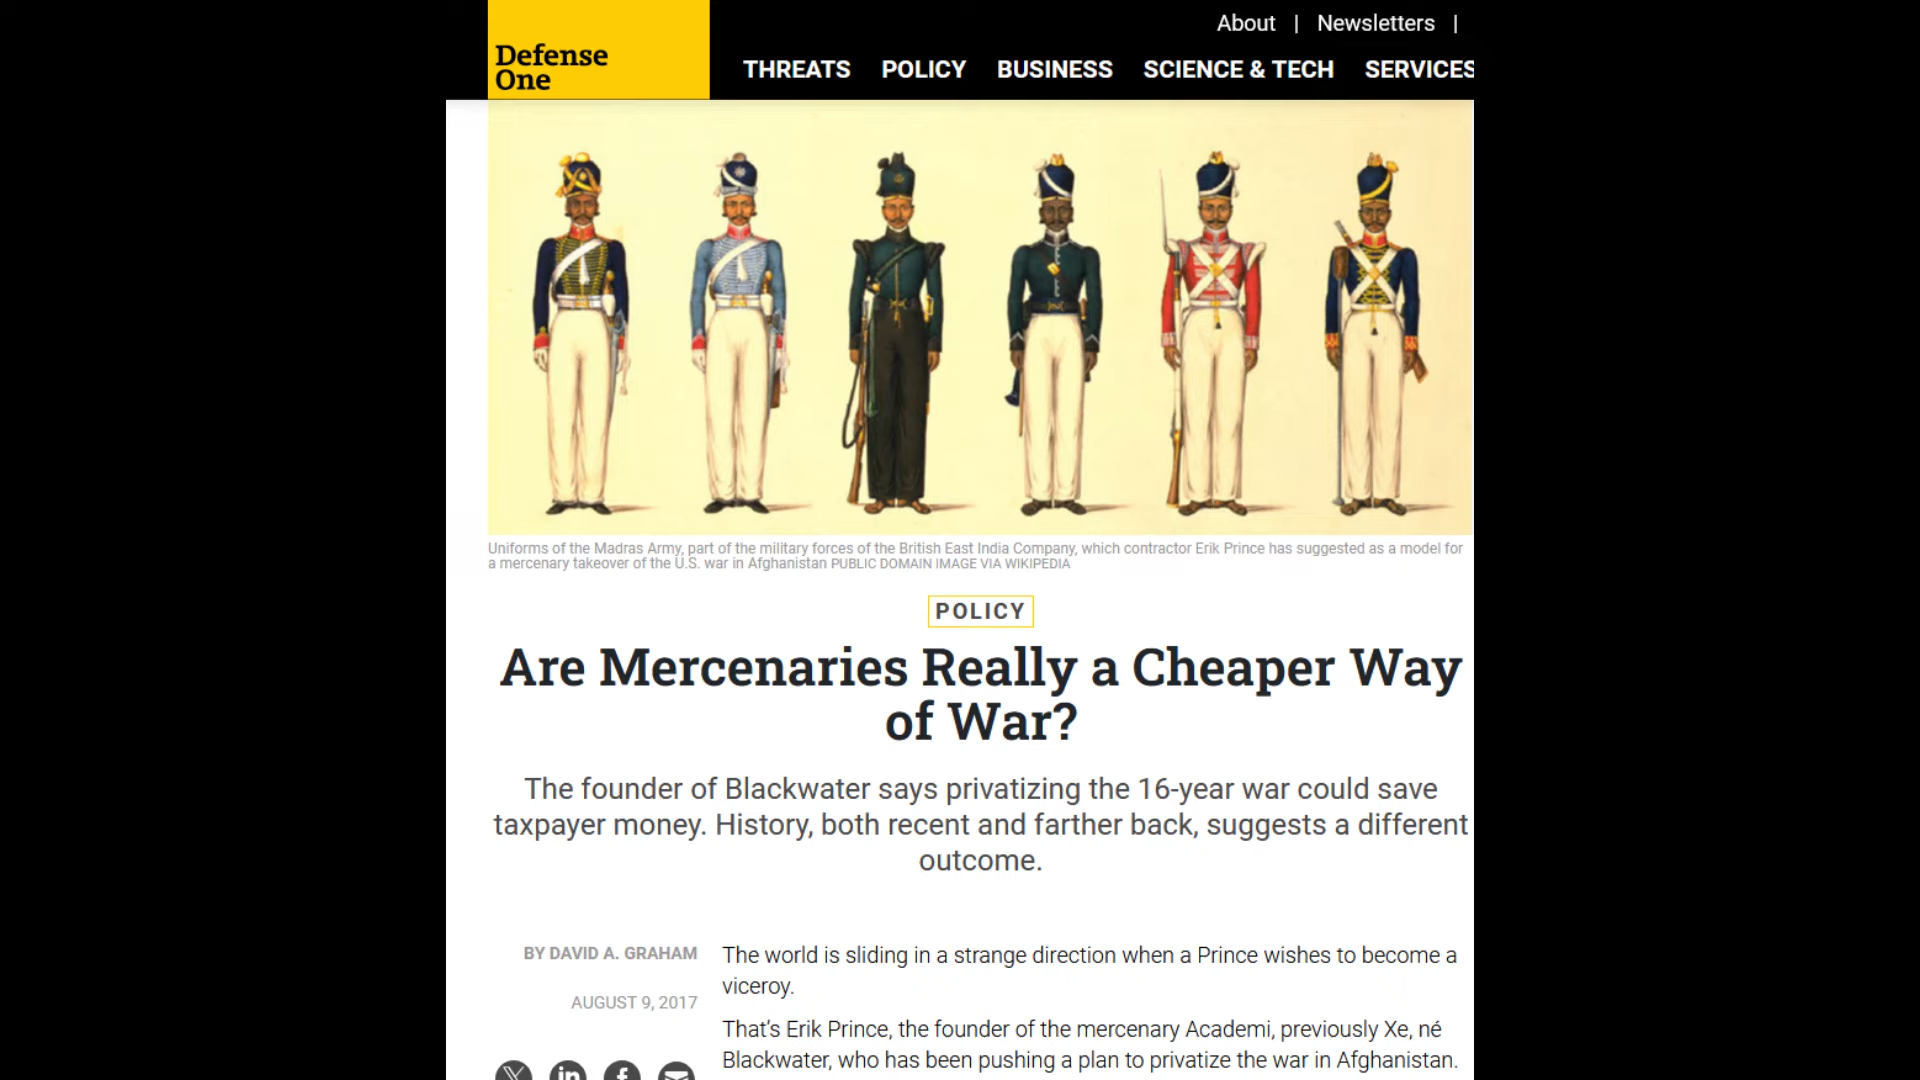 About | Newsletters |
Defense
One
THREATS POLICY BUSINESS SCIENCE & TECH SERVICES
Uniforms of the Madras Army, part of the military forces of the British East India Company, which contractor Erik Prince has suggested as a model for
a mercenary takeover of the U.S. war in Afghanistan PUBLIC DOMAIN IMAGE VIA WIKIPEDIA
POLICY
Are Mercenaries Really a Cheaper Way
of War?
The founder of Blackwater says privatizing the 16-year war could save
taxpayer money. History, both recent and farther back, suggests a different
outcome.
BY DAVID A. GRAHAM
AUGUST 9, 2017
The world is sliding in a strange direction when a Prince wishes to become a
viceroy.
That’s Erik Prince, the founder of the mercenary Academi, previously Xe, né
Blackwater, who has been pushing a plan to privatize the war in Afghanistan.